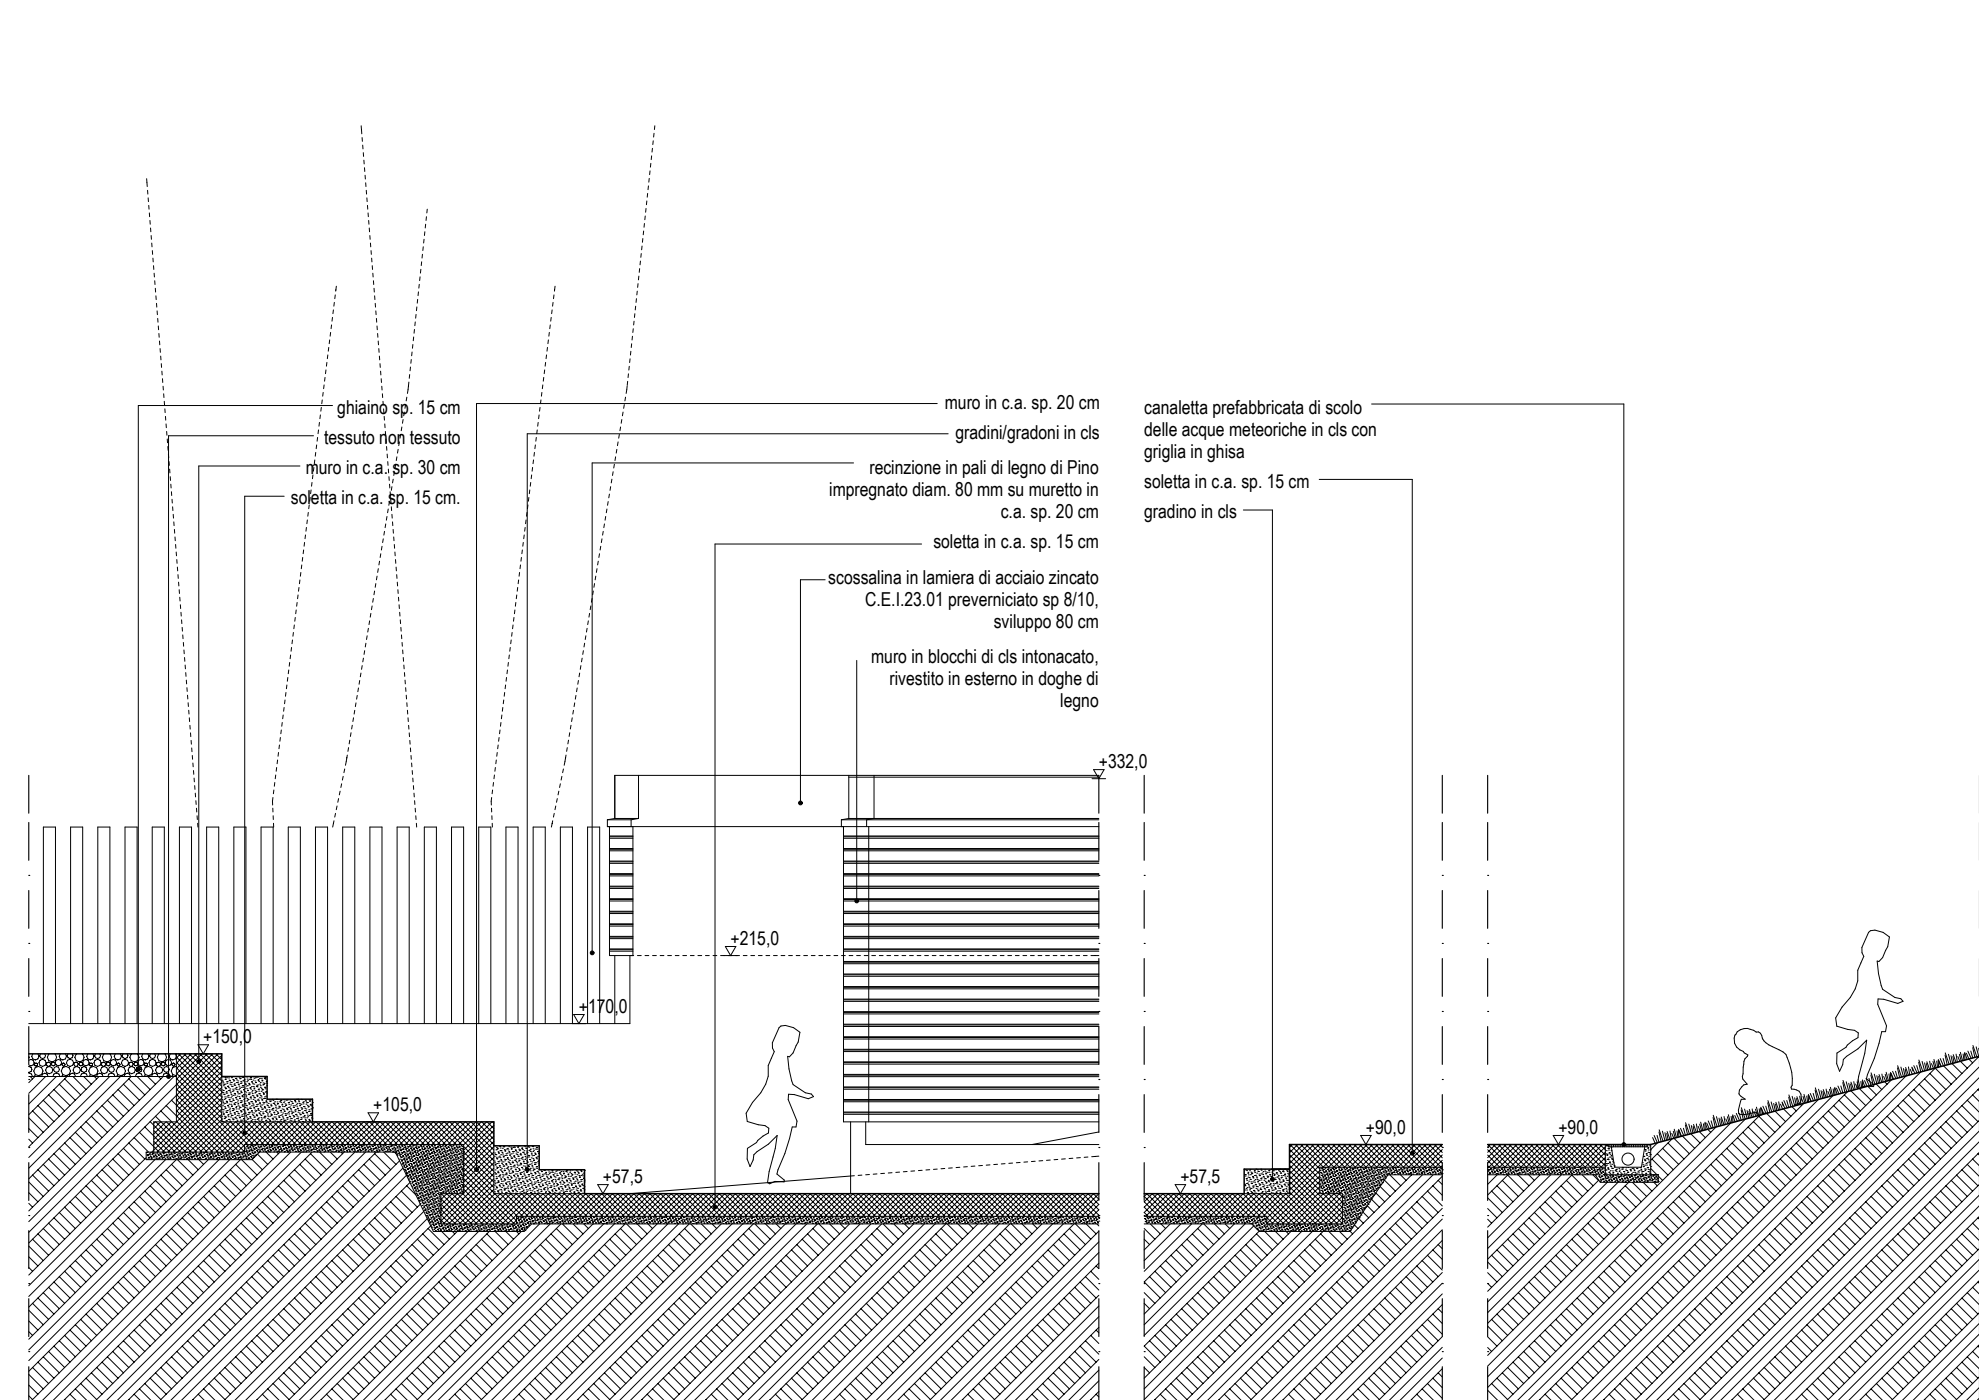 ghiaino sp. 15 cm
tessuto non tessuto
muro in c.a. sp. 30 cm
soletta in c.a. sp. 15 cm.
muro in c.a. sp. 20 cm
gradini/gradoni in cls
recinzione in pali di legno di Pino
impregnato diam. 80 mm su muretto in
c.a. sp. 20 cm
soletta in c.a. sp. 15 cm
scossalina in lamiera di acciaio zincato
C.E.I.23.01 preverniciato sp 8/10,
sviluppo 80 cm
muro in blocchi di cls intonacato,
rivestito in esterno in doghe di
legno
canaletta prefabbricata di scolo
delle acque meteoriche in cls con
griglia in ghisa
soletta in c.a. sp. 15 cm
gradino in cls
+332,0
+215,0
+170,0
+150,0
+105,0
+57,5
+57,5
+90,0
+90,0